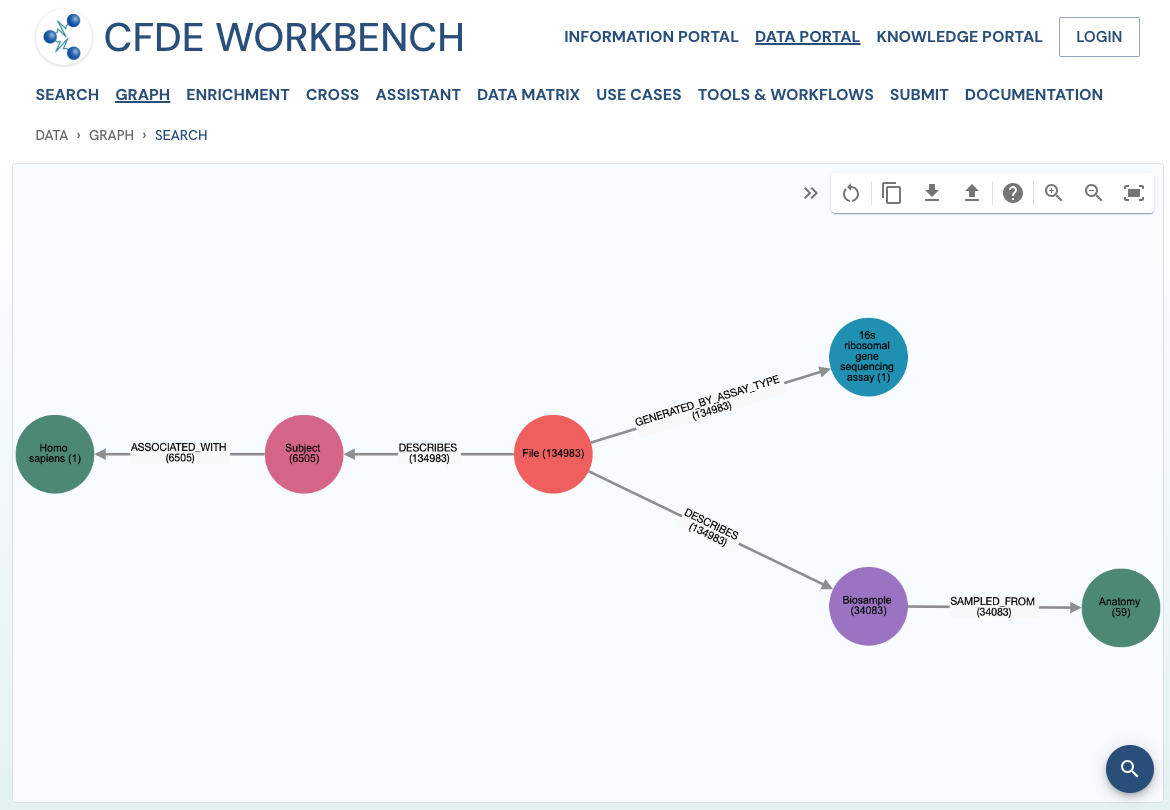 CFDE WORKBENCH
INFORMATION PORTAL DATA PORTAL KNOWLEDGE PORTAL LOGIN
SEARCH GRAPH ENRICHMENT CROSS ASSISTANT DATA MATRIX USE CASES TOOLS & WORKFLOWS SUBMIT DOCUMENTATION
DATA › GRAPH › SEARCH
16s
ribosomal
gene
sequencing
assay (1)
GENERATED_BY_ASSAY_TYPE
(134983)
Homo
sapiens (1)
ASSOCIATED_WITH
(6505)
Subject
(6505)
DESCRIBES
(134983)
File (134983)
DESCRIBES
(134983)
Biosample
(34083)
SAMPLED_FROM
(34083)
Anatomy
(59)